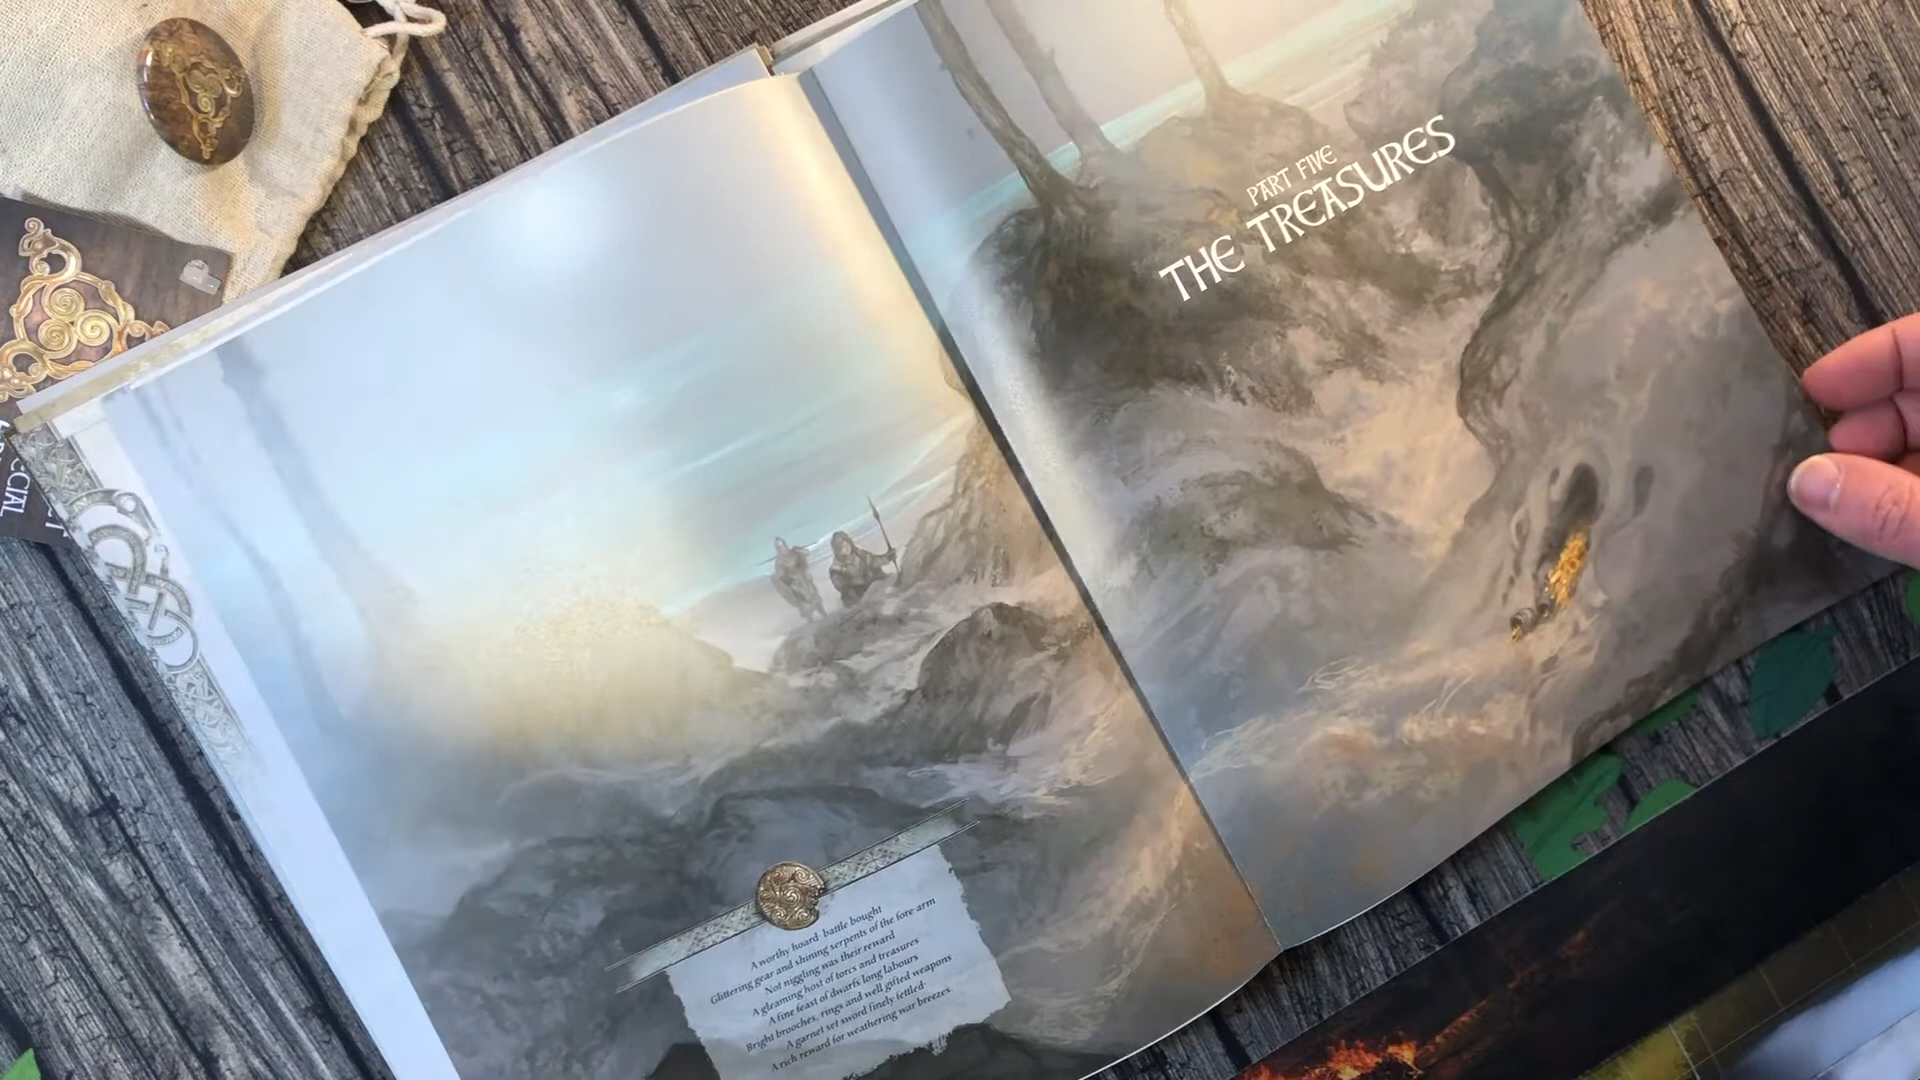 PART FIVE
THE TREASURES
A worthy hoard- battle bought
Glittering gear and shining serpents of the fore arm
Not niggling was their reward
A gleaming host of torcs and treasures
A fine feast of dwarfs long labours
Bright brooches, rings and well gifted weapons
A garnet set sword finely fettled-
A rich reward for weathering war breezes.